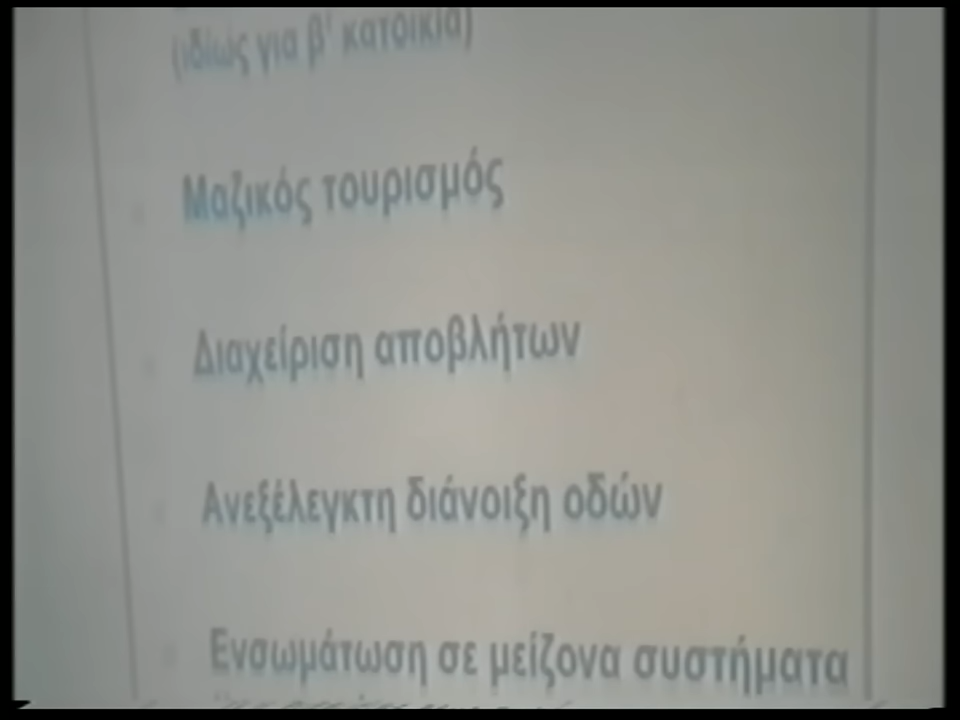 (ιδίως για β' κατοικία)
Μαζικός τουρισμός
Διαχείριση αποβλήτων
Ανεξέλεγκτη διάνοιξη οδών
Ενσωμάτωση σε μείζονα συστήματα